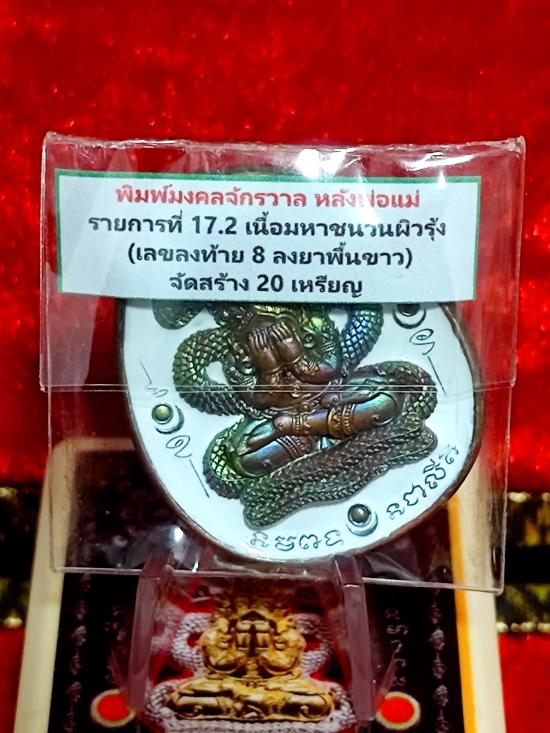 พิมพ์มงคลจักรวาล หลังพ่อแม่
รายการที่ 17.2 เนื้อมหาชนวนผิวรุ้ง
(เลขลงท้าย 8 ลงยาพื้นขาว)
จัดสร้าง 20 เหรียญ